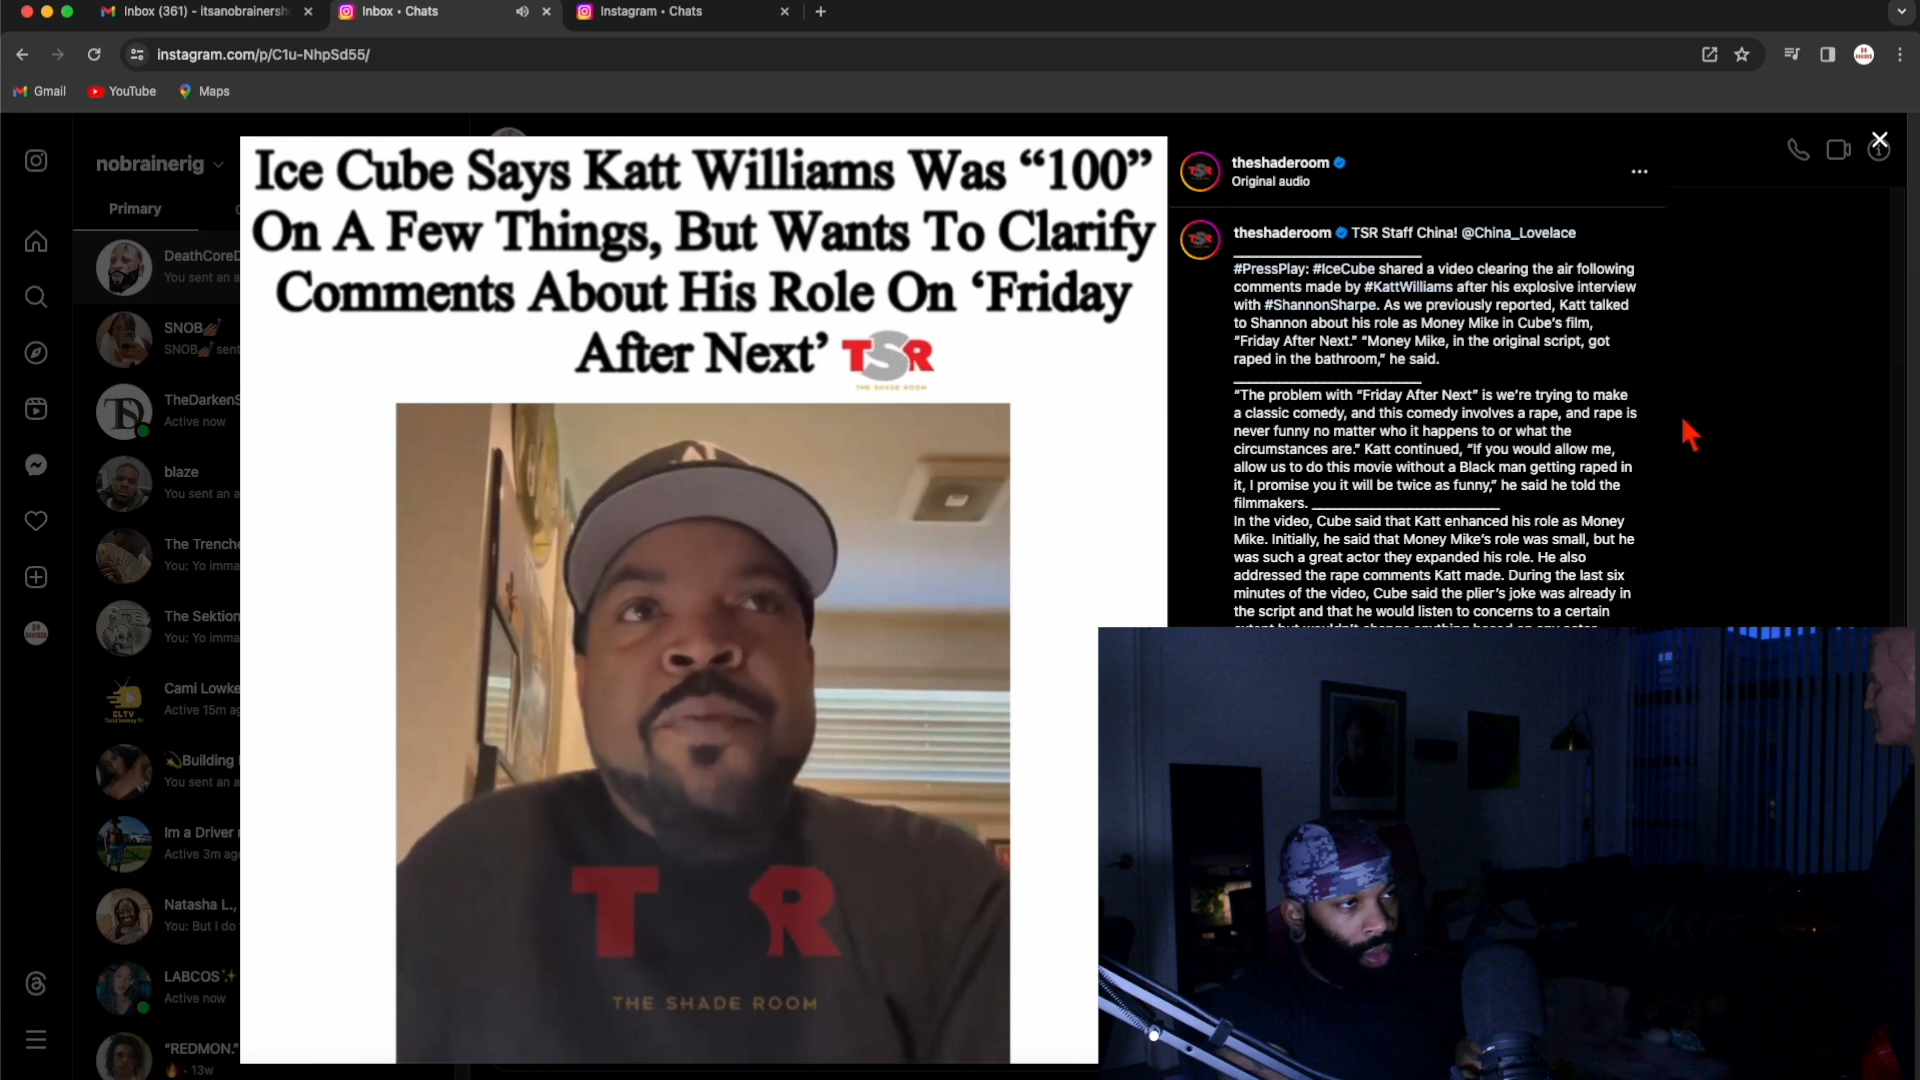 Inbox (361) - itsanobrainersh
Inbox • Chats
Instagram • Chats
instagram.com/p/C1u-NhpSd55/
Gmail
YouTube
Maps
nobrainerig
Primary
DeathCoreD
You sent an a
SNOB💅🏾
SNOB💅🏾 sent
TheDarkenS
Active now
blaze
You sent an a
The Trenche
You: Yo imma
The Sektion
You: Yo imma
Cami Lowke
Active 15m ag
💫Building
You sent an a
Im a Driver
Active 3m ago
Natasha L.,
You: But I do
LABCOS✨
Active now
“REDMON.”
🔥 · 13w
Ice Cube Says Katt Williams Was “100”
On A Few Things, But Wants To Clarify
Comments About His Role On ‘Friday
After Next’ TSR
THE SHADE ROOM
T R
THE SHADE ROOM
theshaderoom
Original audio
theshaderoom TSR Staff China! @China_Lovelace
#PressPlay: #IceCube shared a video clearing the air following
comments made by #KattWilliams after his explosive interview
with #ShannonSharpe. As we previously reported, Katt talked
to Shannon about his role as Money Mike in Cube’s film,
“Friday After Next.” “Money Mike, in the original script, got
raped in the bathroom,” he said.
“The problem with “Friday After Next” is we’re trying to make
a classic comedy, and this comedy involves a rape, and rape is
never funny no matter who it happens to or what the
circumstances are.” Katt continued, “If you would allow me,
allow us to do this movie without a Black man getting raped in
it, I promise you it will be twice as funny,” he said he told the
filmmakers.
In the video, Cube said that Katt enhanced his role as Money
Mike. Initially, he said that Money Mike’s role was small, but he
was such a great actor they expanded his role. He also
addressed the rape comments Katt made. During the last six
minutes of the video, Cube said the plier’s joke was already in
the script and that he would listen to concerns to a certain